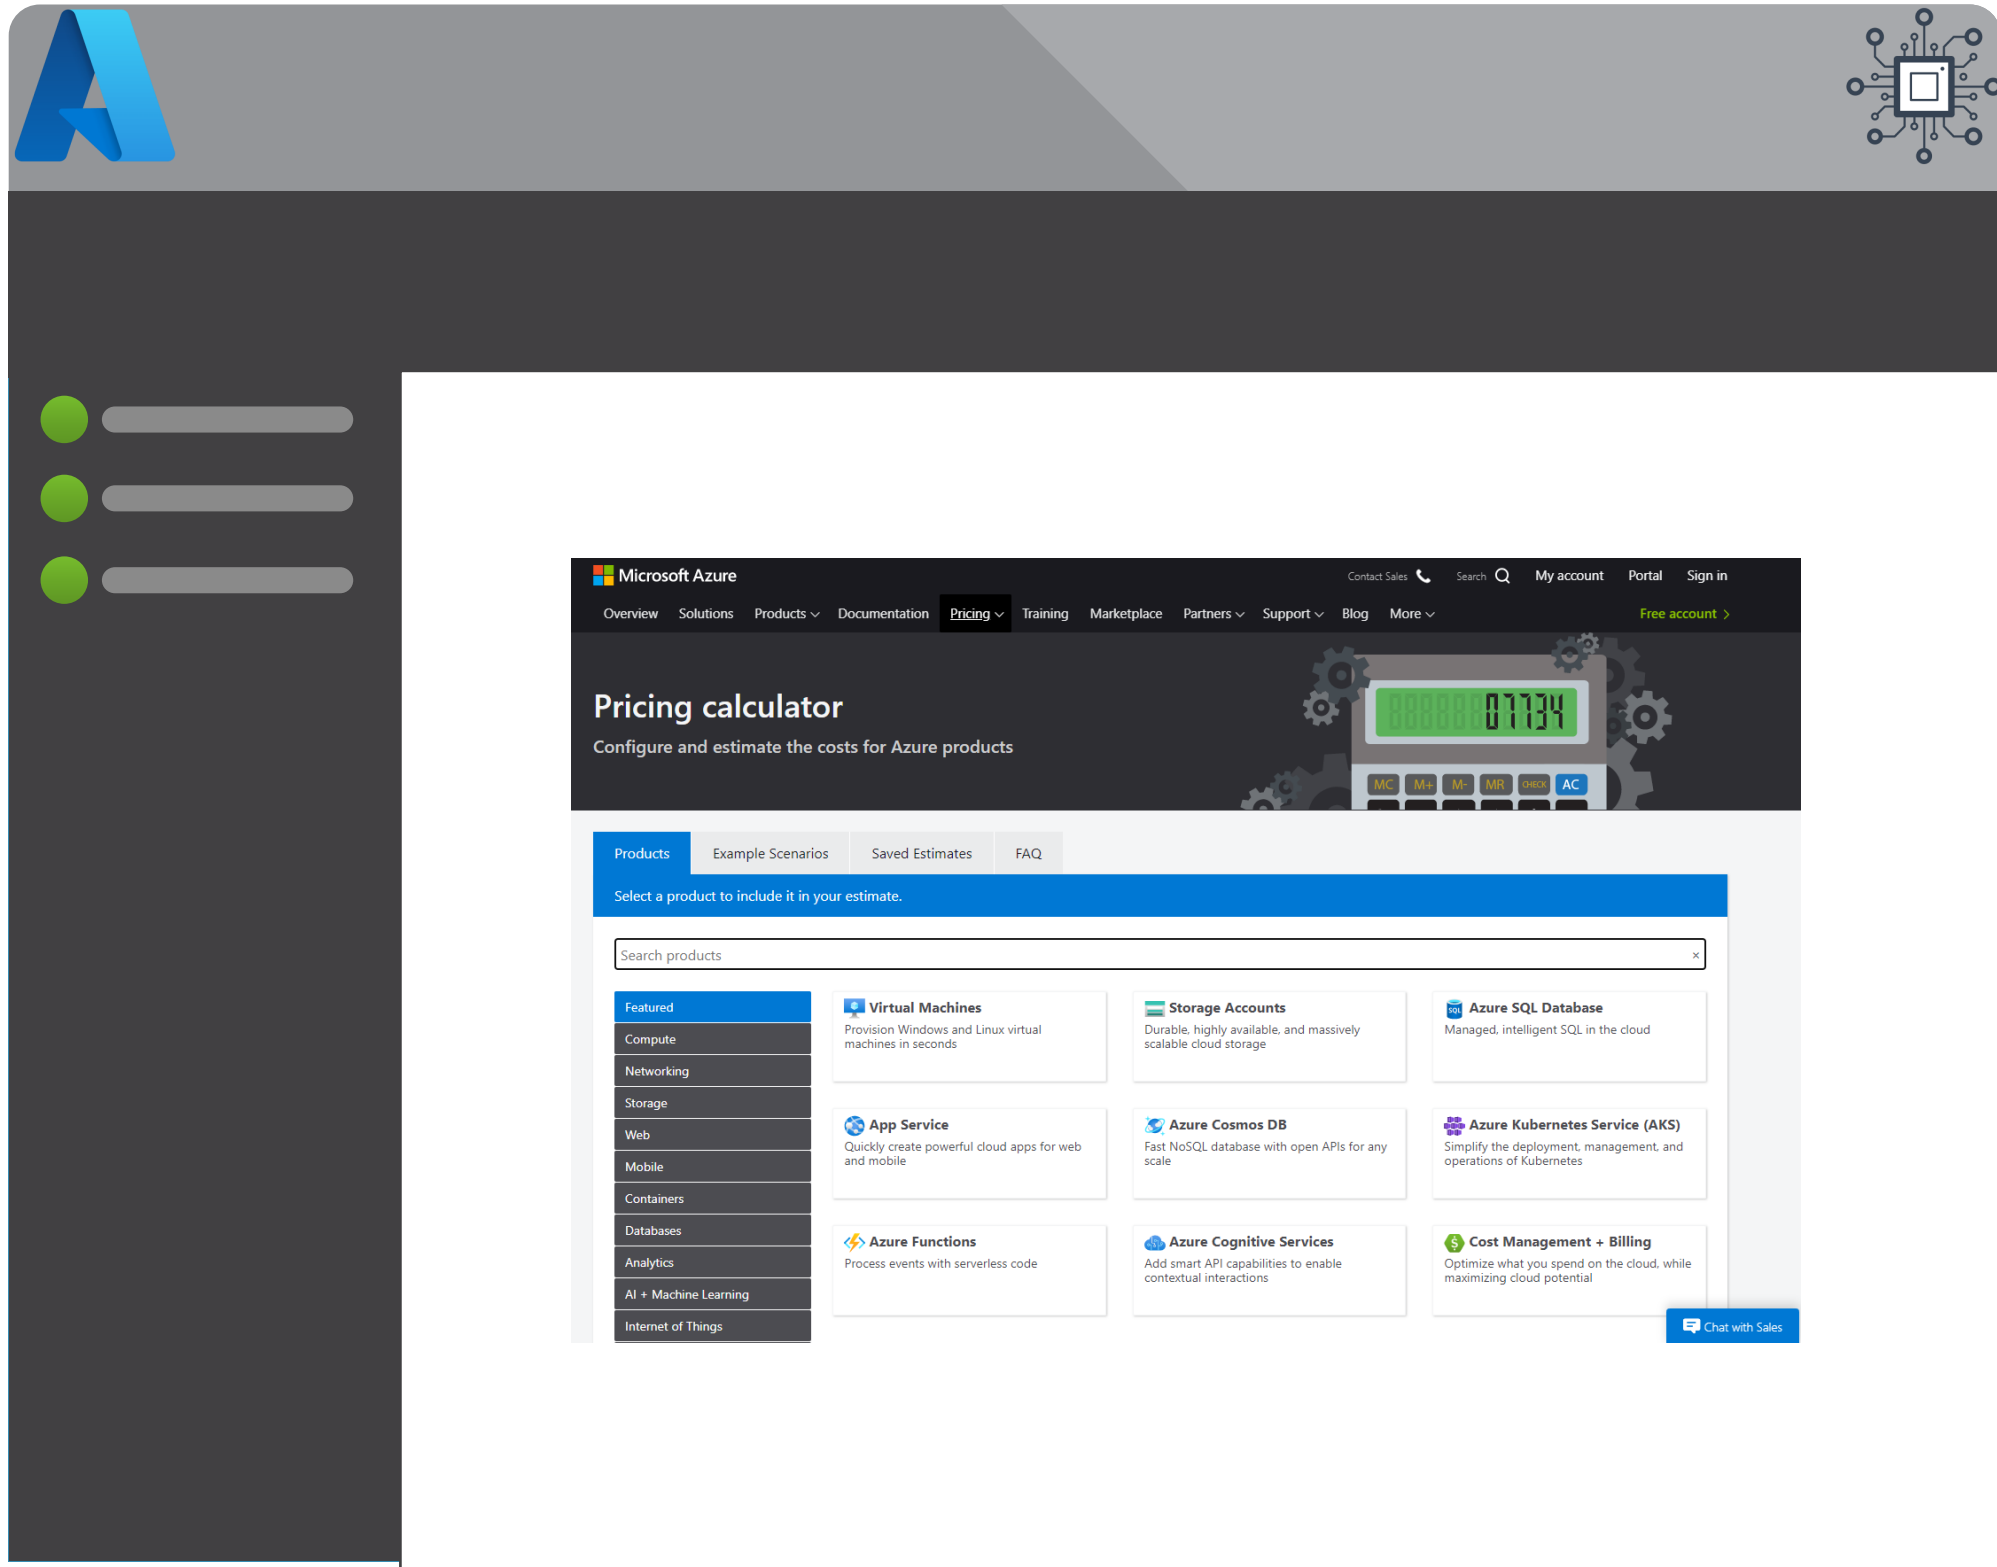 Microsoft Azure
Contact Sales Search My account Portal Sign in
Overview Solutions Products Documentation Pricing Training Marketplace Partners Support Blog More Free account
Pricing calculator
Configure and estimate the costs for Azure products
07734
MC M+ M- MR CHECK AC
Products Example Scenarios Saved Estimates FAQ
Select a product to include it in your estimate.
Search products
Featured
Compute
Networking
Storage
Web
Mobile
Containers
Databases
Analytics
AI + Machine Learning
Internet of Things
Virtual Machines
Provision Windows and Linux virtual
machines in seconds
Storage Accounts
Durable, highly available, and massively
scalable cloud storage
SQL
Azure SQL Database
Managed, intelligent SQL in the cloud
App Service
Quickly create powerful cloud apps for web
and mobile
Azure Cosmos DB
Fast NoSQL database with open APIs for any
scale
Azure Kubernetes Service (AKS)
Simplify the deployment, management, and
operations of Kubernetes
Azure Functions
Process events with serverless code
Azure Cognitive Services
Add smart API capabilities to enable
contextual interactions
Cost Management + Billing
Optimize what you spend on the cloud, while
maximizing cloud potential
Chat with Sales